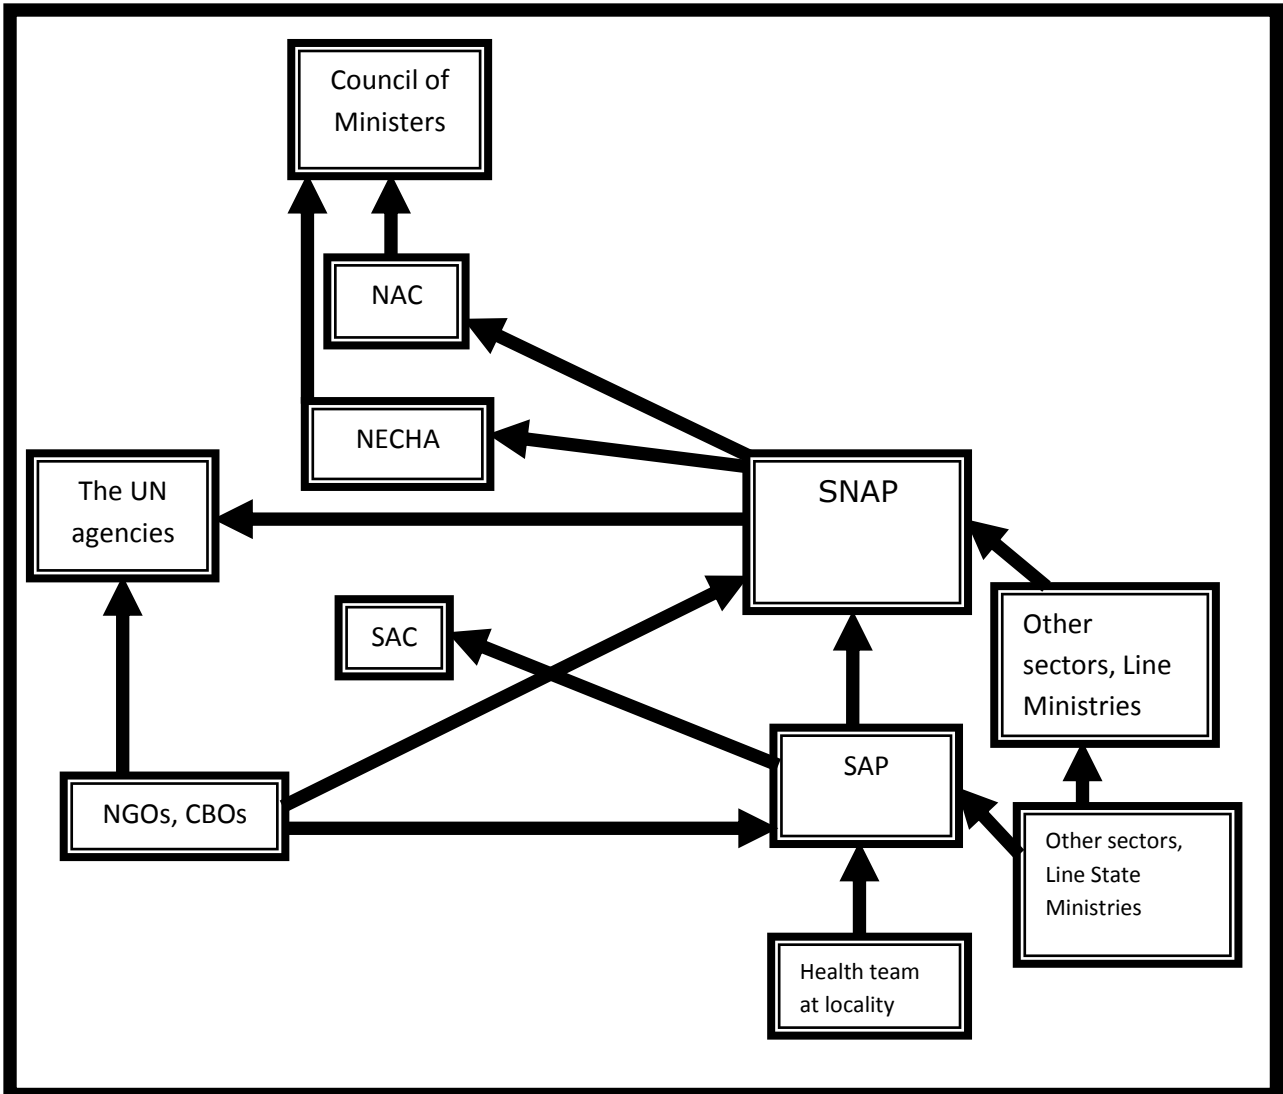 Council of
Ministers
NAC
NECHA
The UN
agencies
SNAP
SAC
Other
sectors, Line
Ministries
SAP
NGOs, CBOs
Other sectors,
Line State
Ministries
Health team
at locality